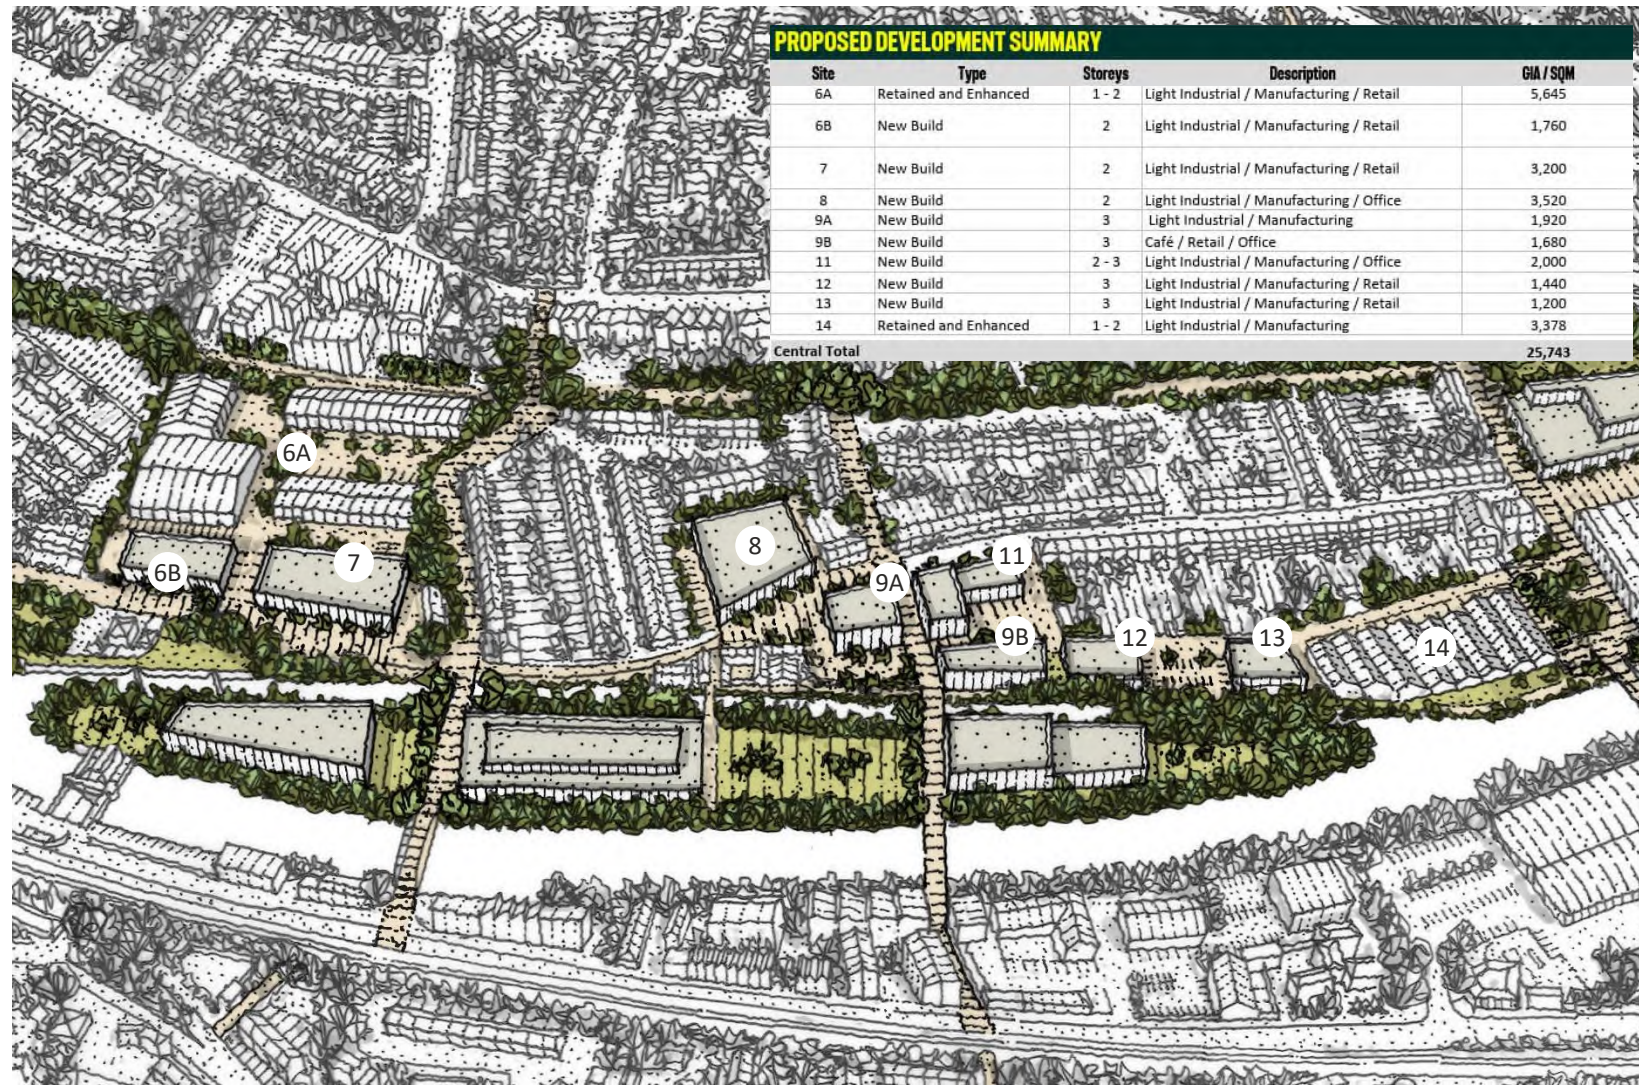 PROPOSED DEVELOPMENT SUMMARY
Site Type Storeys Description GIA / SQM
6A Retained and Enhanced 1 - 2 Light Industrial / Manufacturing / Retail 5,645
6B New Build 2 Light Industrial / Manufacturing / Retail 1,760
7 New Build 2 Light Industrial / Manufacturing / Retail 3,200
8 New Build 2 Light Industrial / Manufacturing / Office 3,520
9A New Build 3 Light Industrial / Manufacturing 1,920
9B New Build 3 Café / Retail / Office 1,680
11 New Build 2 - 3 Light Industrial / Manufacturing / Office 2,000
12 New Build 3 Light Industrial / Manufacturing / Retail 1,440
13 New Build 3 Light Industrial / Manufacturing / Retail 1,200
14 Retained and Enhanced 1 - 2 Light Industrial / Manufacturing 3,378
Central Total 25,743
6A
8
11
7
6B
9A
9B
12
13
14